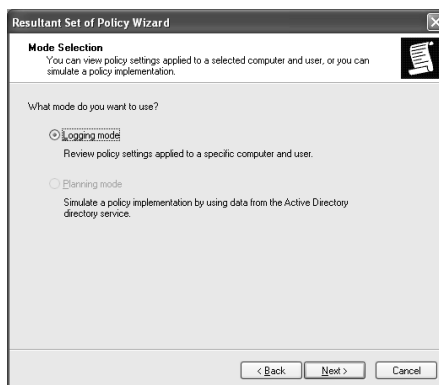 Resultant Set of Policy Wizard
Mode Selection
You can view policy settings applied to a selected computer and user, or you can
simulate a policy implementation.
What mode do you want to use?
Logging mode
Review policy settings applied to a specific computer and user.
Planning mode
Simulate a policy implementation by using data from the Active Directory
directory service.
< Back Next > Cancel